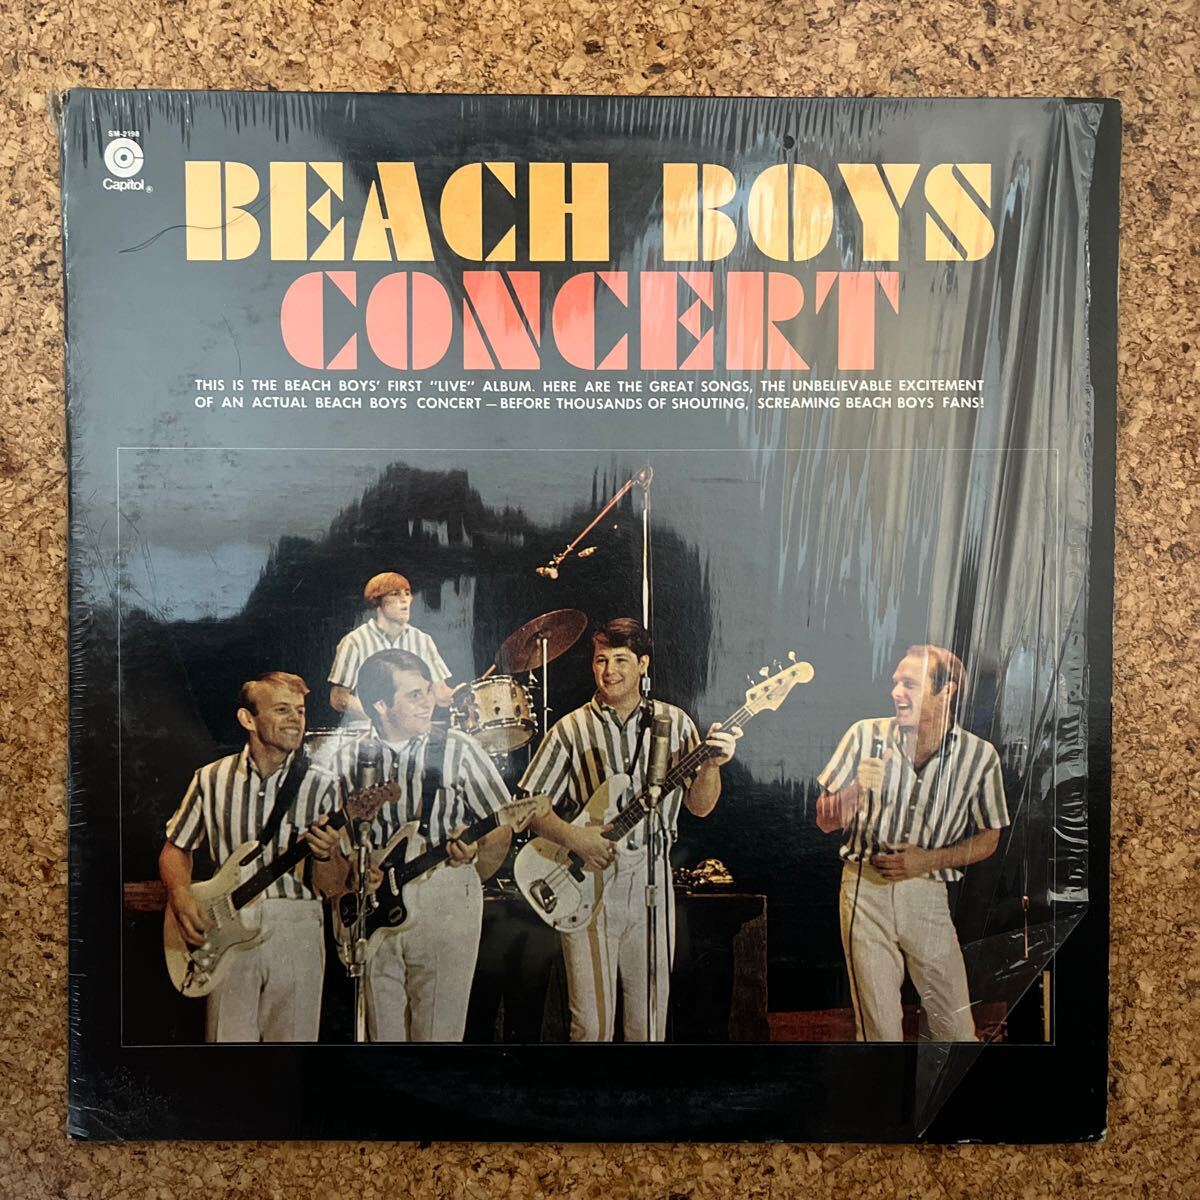 SM-2198
Capitol®
BEACH BOYS
CONCERT
THIS IS THE BEACH BOYS' FIRST "LIVE" ALBUM. HERE ARE THE GREAT SONGS, THE UNBELIEVABLE EXCITEMENT
OF AN ACTUAL BEACH BOYS CONCERT — BEFORE THOUSANDS OF SHOUTING, SCREAMING BEACH BOYS FANS!